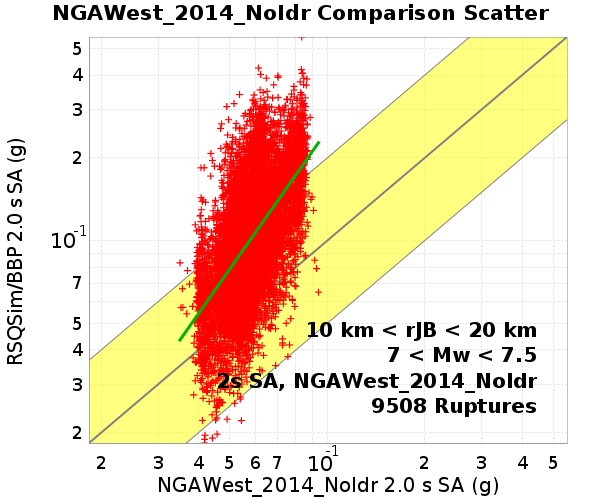 NGAWest_2014_NoIdr Comparison Scatter
5
4
3
2
10-1
7
5
4
3
2
RSQSim/BBP 2.0 s SA (g)
10 km < rJB < 20 km
7 < Mw < 7.5
2s SA, NGAWest_2014_NoIdr
9508 Ruptures
2 3 4 5 6 7 10-1 2 3 4 5
NGAWest_2014_NoIdr 2.0 s SA (g)